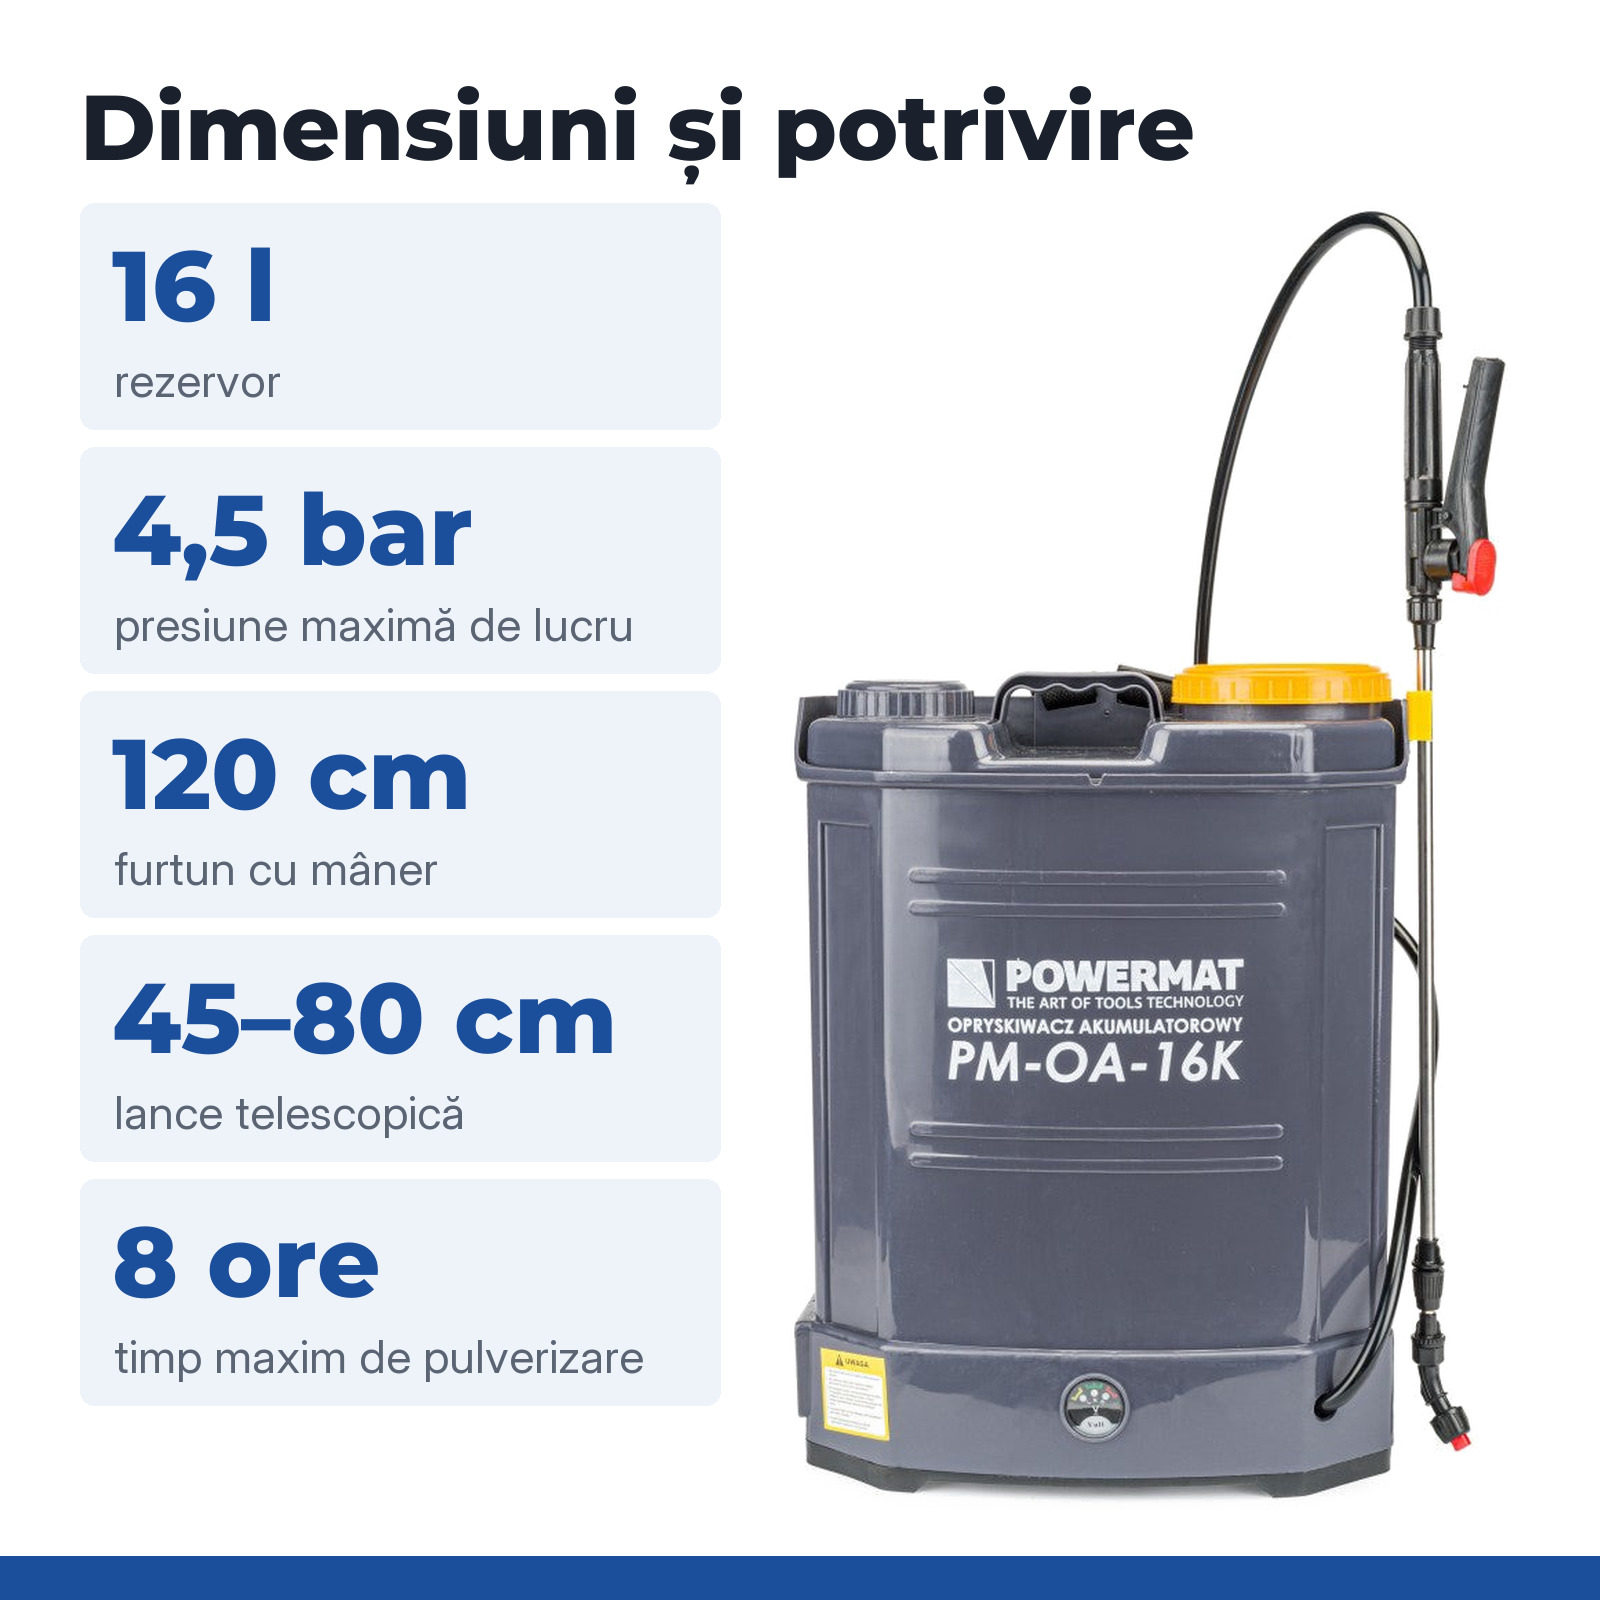 Dimensiuni și potrivire
16 l
rezervor
4,5 bar
presiune maximă de lucru
120 cm
furtun cu mâner
45–80 cm
lance telescopică
8 ore
timp maxim de pulverizare
POWERMAT
THE ART OF TOOLS TECHNOLOGY
OPRYSKIWACZ AKUMULATOROWY
PM-OA-16K
UWAGA
V
Volt